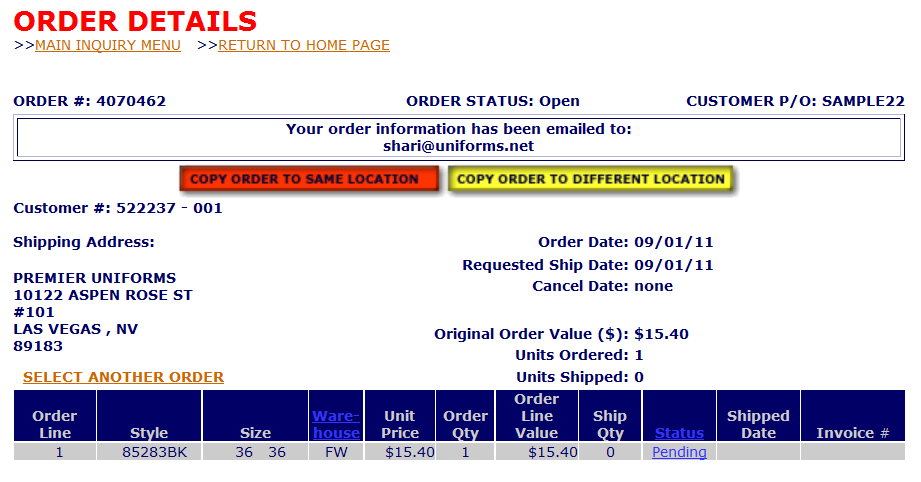 ORDER DETAILS
>>MAIN INQUIRY MENU >>RETURN TO HOME PAGE
ORDER #: 4070462 ORDER STATUS: Open CUSTOMER P/O: SAMPLE22
Your order information has been emailed to:
shari@uniforms.net
COPY ORDER TO SAME LOCATION COPY ORDER TO DIFFERENT LOCATION
Customer #: 522237 - 001
Shipping Address: Order Date: 09/01/11
Requested Ship Date: 09/01/11
PREMIER UNIFORMS Cancel Date: none
10122 ASPEN ROSE ST
#101
LAS VEGAS , NV Original Order Value ($): $15.40
89183 Units Ordered: 1
SELECT ANOTHER ORDER Units Shipped: 0
Order Line Style Size Ware-house Unit Price Order Qty Order Line Value Ship Qty Status Shipped Date Invoice #
1 85283BK 36 36 FW $15.40 1 $15.40 0 Pending